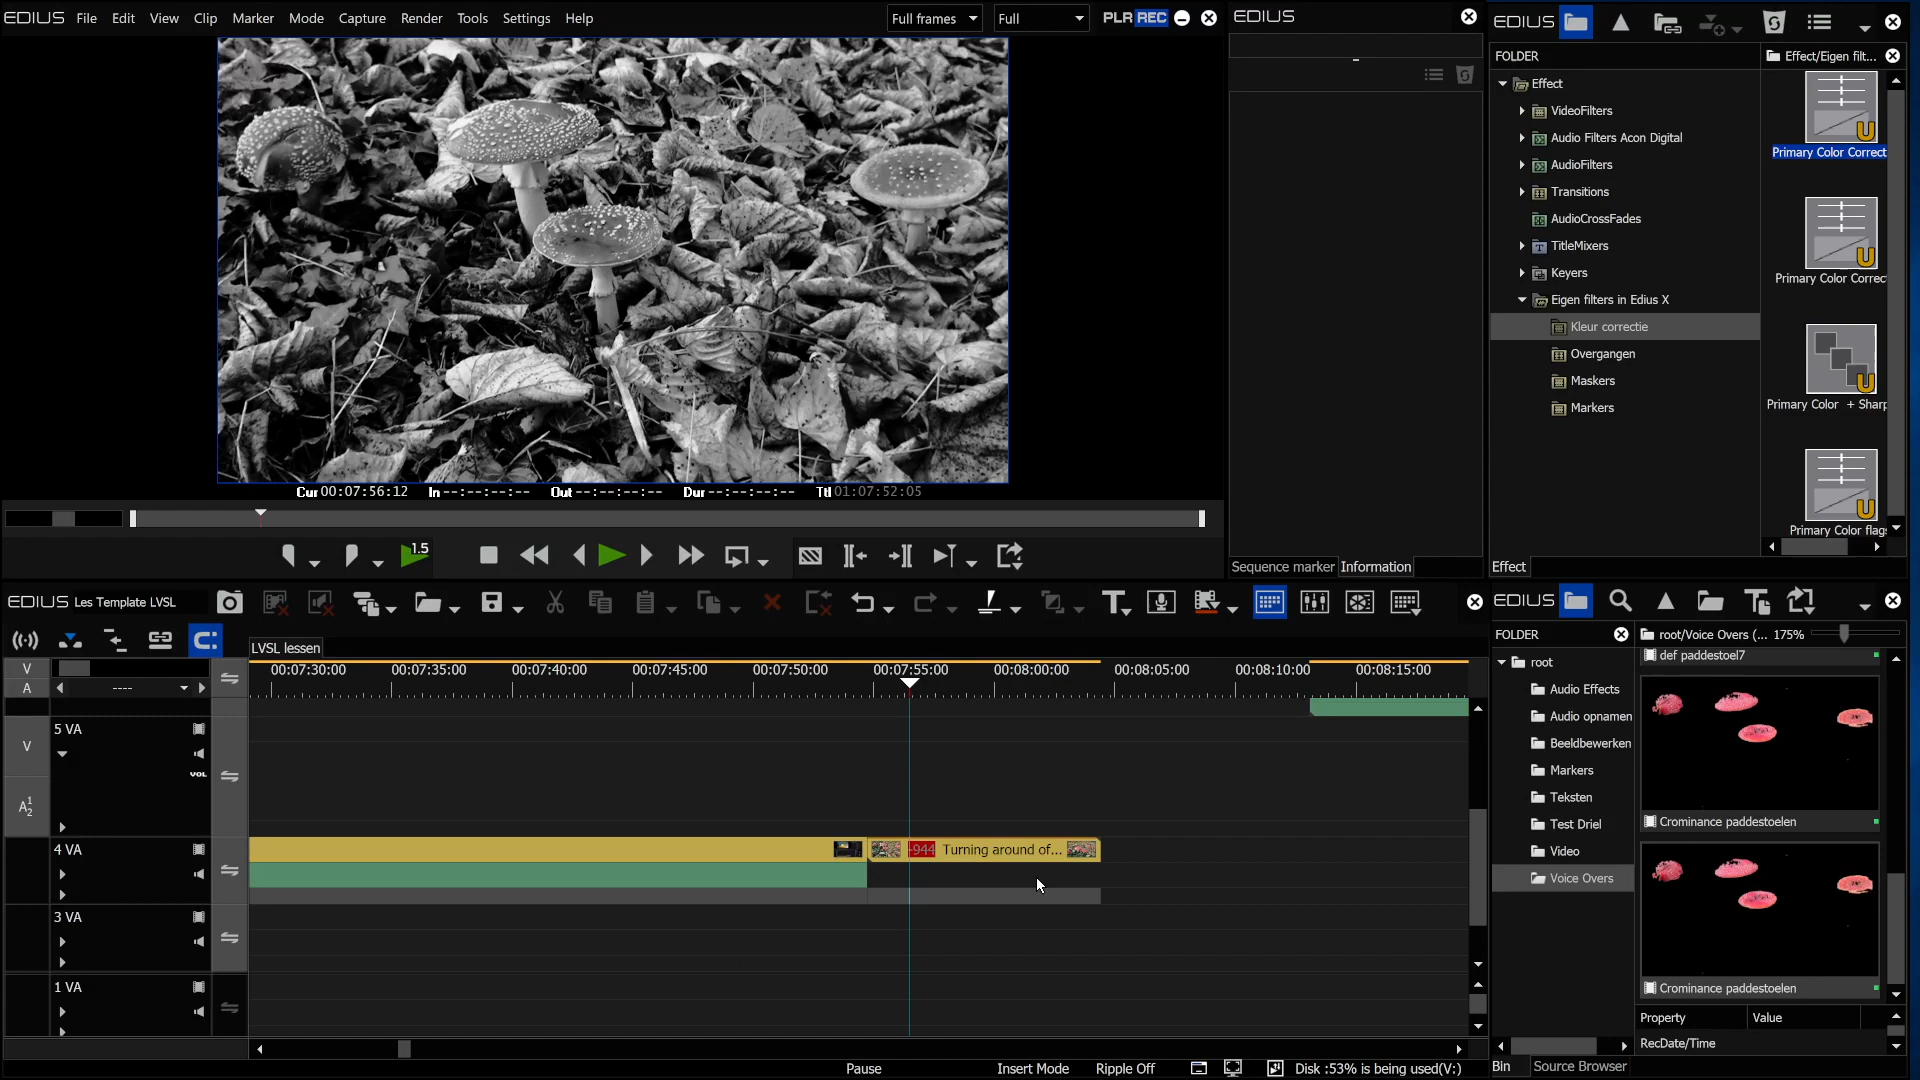 EDIUS File Edit View Clip Marker Mode Capture Render Tools Settings Help
Full frames Full PLR REC
Cur 00:07:56:12 In --:--:--:-- Out --:--:--:-- Dur --:--:--:-- Ttl 01:07:52:05
1.5
EDIUS
Sequence marker Information
EDIUS
FOLDER
Effect
VideoFilters
Audio Filters Acon Digital
AudioFilters
Transitions
AudioCrossFades
TitleMixers
Keyers
Eigen filters in Edius X
Kleur correctie
Overgangen
Maskers
Markers
Effect/Eigen filt...
U
Primary Color Correct
U
Primary Color Correc
U
Primary Color + Sharp
U
Primary Color flag
Effect
EDIUS Les Template LVSL
LVSL lessen
V
A
----
00:07:30:00 00:07:35:00 00:07:40:00 00:07:45:00 00:07:50:00 00:07:55:00 00:08:00:00 00:08:05:00 00:08:10:00 00:08:15:00
5 VA
V
VOL
A 1 2
4 VA
-944 Turning around of...
3 VA
1 VA
Pause Insert Mode Ripple Off Disk :53% is being used(V:)
EDIUS
FOLDER
root
Audio Effects
Audio opnamen
Beeldbewerken
Markers
Teksten
Test Driel
Video
Voice Overs
root/Voice Overs (... 175%
def paddestoel7
Crominance paddestoelen
Crominance paddestoelen
Property Value
RecDate/Time
Bin Source Browser